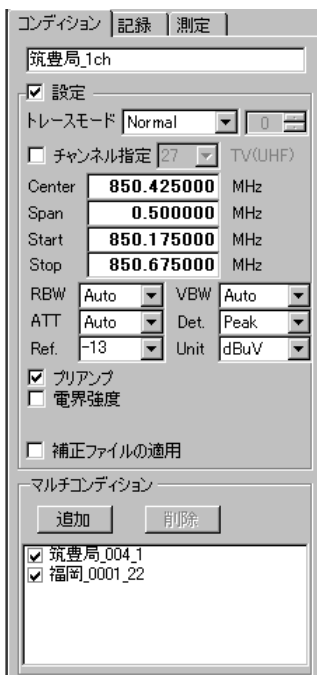 コンディション 記録 測定
筑豊局_1ch
設定
トレースモード Normal 0
チャンネル指定 27 TV(UHF)
Center 850.425000 MHz
Span 0.500000 MHz
Start 850.175000 MHz
Stop 850.675000 MHz
RBW Auto VBW Auto
ATT Auto Det. Peak
Ref. -13 Unit dBuV
プリアンプ
電界強度
補正ファイルの適用
マルチコンディション
追加 削除
筑豊局_004_1
福岡_0001_22